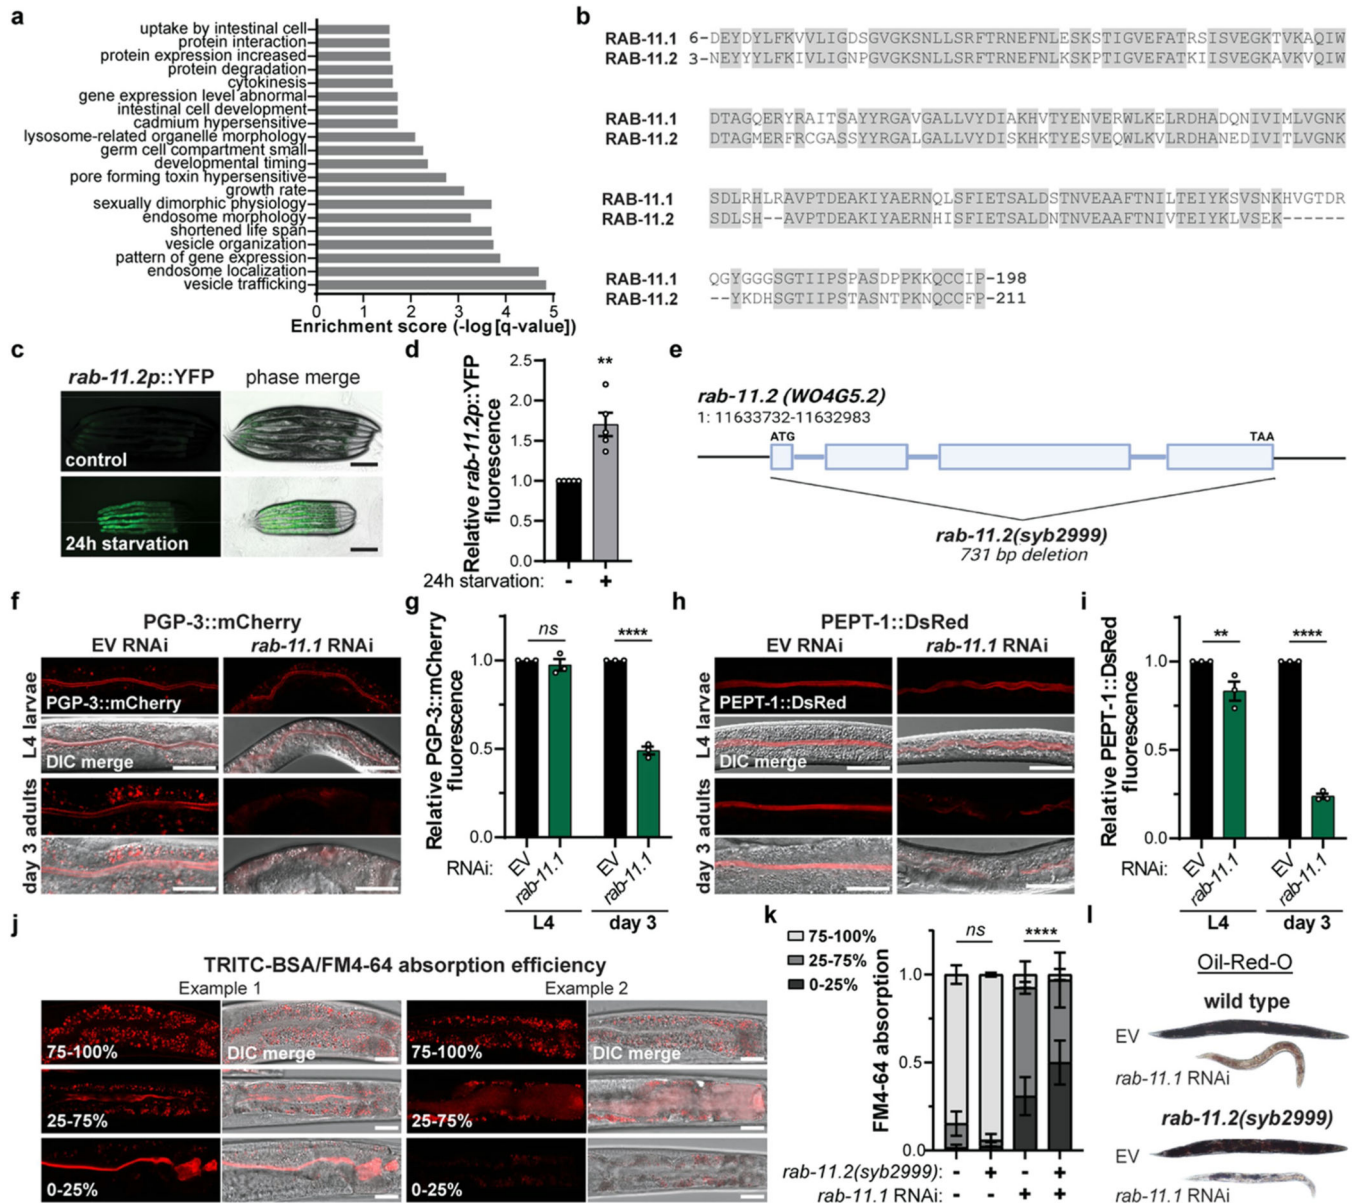 a
uptake by intestinal cell
protein interaction
protein expression increased
protein degradation
cytokinesis
gene expression level abnormal
intestinal cell development
cadmium hypersensitive
lysosome-related organelle morphology
germ cell compartment small
developmental timing
pore forming toxin hypersensitive
growth rate
sexually dimorphic physiology
endosome morphology
shortened life span
vesicle organization
pattern of gene expression
endosome localization
vesicle trafficking
0 1 2 3 4 5
Enrichment score (-log [q-value])
b
RAB-11.1 6-DEYDYLFKVVLIGDSGVGKSNLLSRFTRNEFNLESKSTIGVEFATRSISVEGKTVKAQIW
RAB-11.2 3-NEYYYLFKIVLIGNPGVGKSNLLSRFTRNEFNLKSKPTIGVEFATKIISVEGKAVKVQIW
RAB-11.1 DTAGQERYRAITSAYYRGAVGALLVYDIAKHVTYENVERWLKELRDHADQNIVIMLVGNK
RAB-11.2 DTAGMERFRCGASSYYRGALGALLVYDIAKHKTYESVEQWLKELRDHANEDIVITLVGNK
RAB-11.1 SDLRHLRAVPTDEAKIYAERNQLSFIETSALDSTNVEAAFTNILTEIYKSVSNKHVGTDR
RAB-11.2 SDLSH--AVPTDEAKIYAERNHISFIETSALDNTNVEAAFTNIVTEIYKLVSEK------
RAB-11.1 QGYGGGSGTIIPSPASDPPKKQCCIP-198
RAB-11.2 --YKDHSGTIIPSTASNTPKNQCCFP-211
c
rab-11.2p::YFP phase merge
control
24h starvation
d
Relative rab-11.2p::YFP
fluorescence
2.5
2.0
1.5
1.0
0.5
0.0
**
24h starvation: - +
e
rab-11.2 (WO4G5.2)
1: 11633732-11632983
ATG TAA
rab-11.2(syb2999)
731 bp deletion
f
PGP-3::mCherry
EV RNAi rab-11.1 RNAi
L4 larvae
PGP-3::mCherry
DIC merge
day 3 adults
g
Relative PGP-3::mCherry
fluorescence
1.0
0.5
0.0
ns ****
RNAi: EV rab-11.1 EV rab-11.1
L4 day 3
h
PEPT-1::DsRed
EV RNAi rab-11.1 RNAi
L4 larvae
PEPT-1::DsRed
DIC merge
day 3 adults
i
Relative PEPT-1::DsRed
fluorescence
1.0
0.5
0.0
** ****
RNAi: EV rab-11.1 EV rab-11.1
L4 day 3
j
TRITC-BSA/FM4-64 absorption efficiency
Example 1 Example 2
75-100% DIC merge 75-100% DIC merge
25-75% 25-75%
0-25% 0-25%
k
75-100%
25-75%
0-25%
FM4-64 absorption
1.0
0.5
0.0
ns ****
rab-11.2(syb2999): - + - +
rab-11.1 RNAi: - - + +
l
Oil-Red-O
wild type
EV
rab-11.1 RNAi
rab-11.2(syb2999)
EV
rab-11.1 RNAi